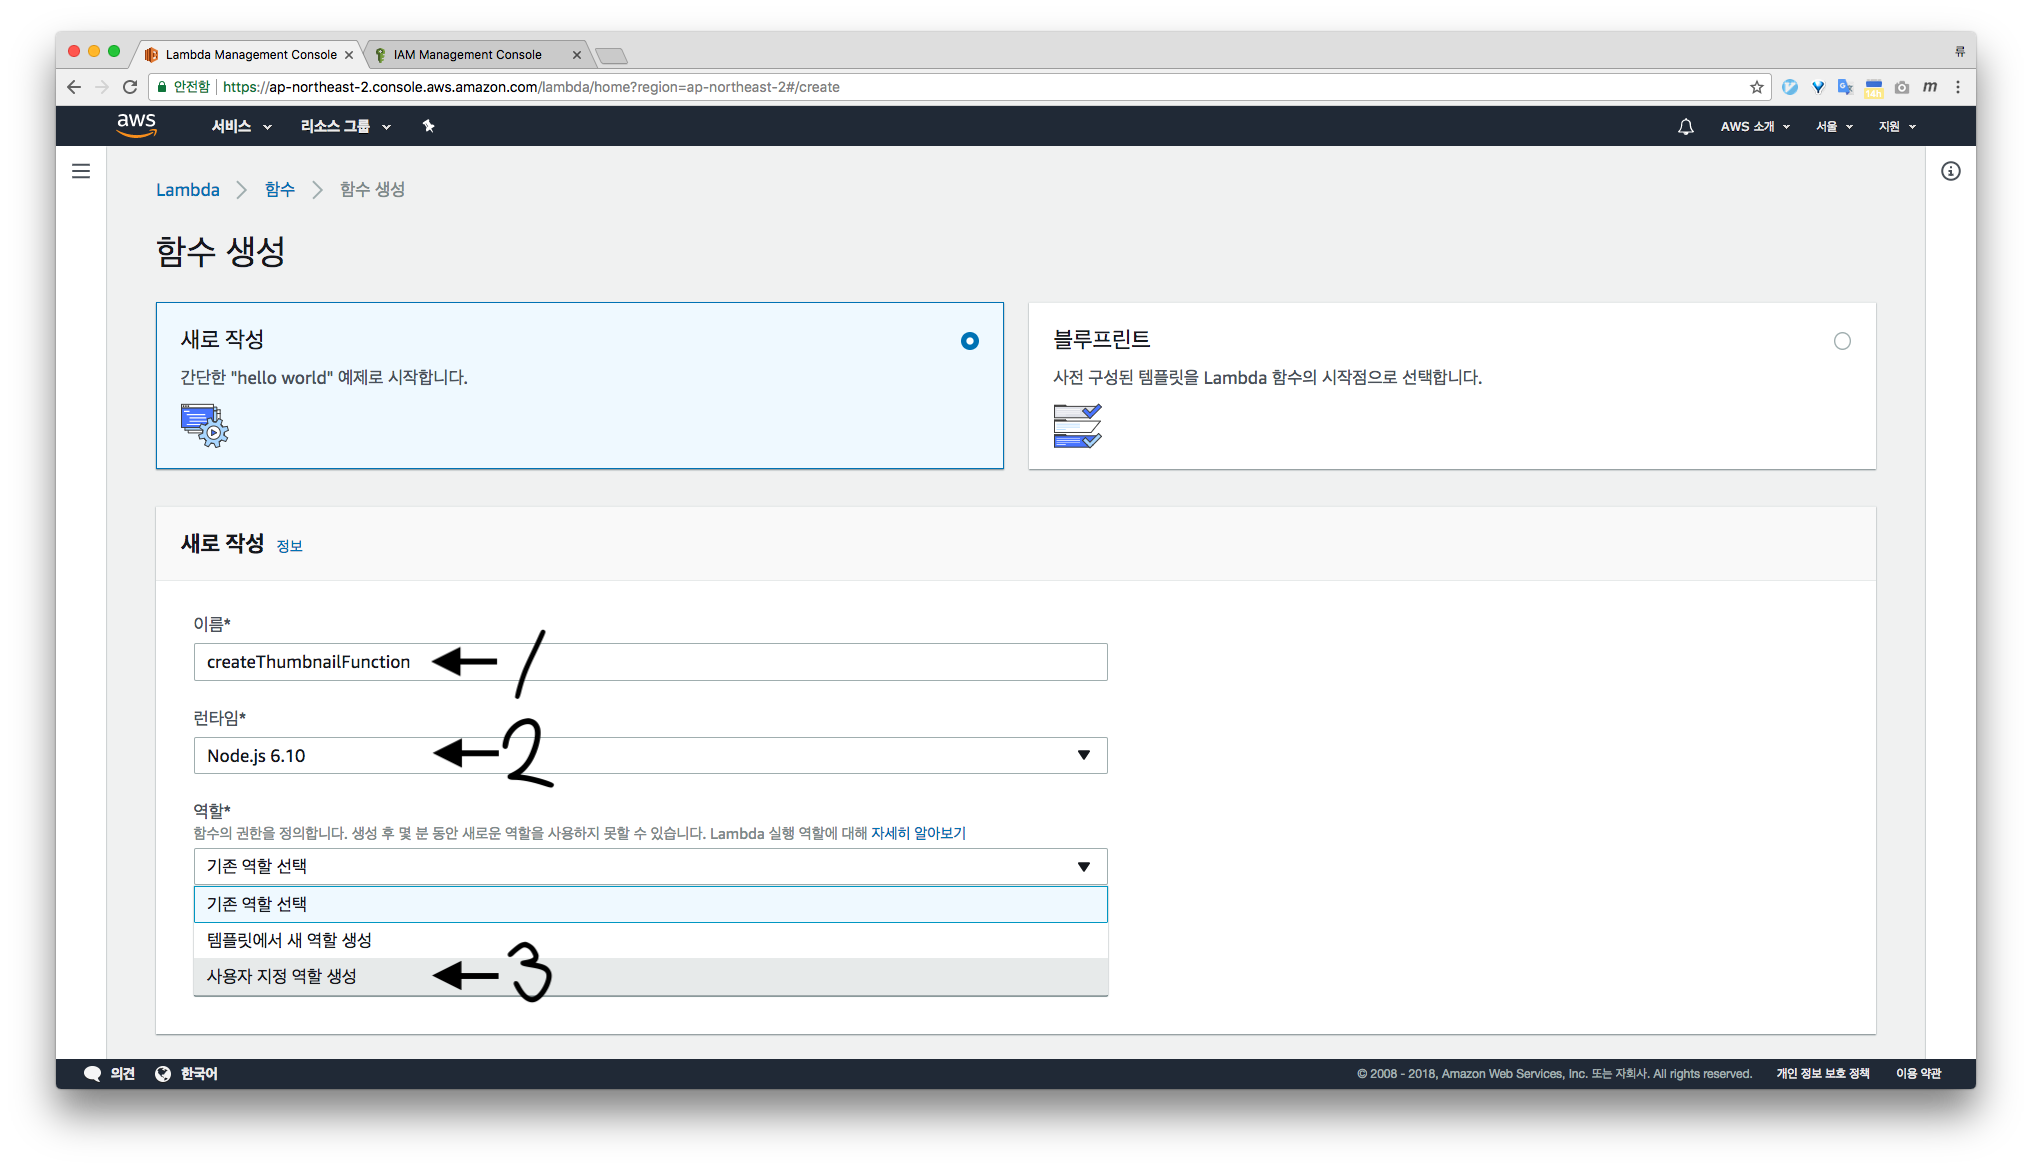 Lambda Management Console
IAM Management Console
류
안전함 https://ap-northeast-2.console.aws.amazon.com/lambda/home?region=ap-northeast-2#/create
14h
m
aws 서비스 리소스 그룹 AWS 소개 서울 지원
Lambda 함수 함수 생성
함수 생성
새로 작성
간단한 "hello world" 예제로 시작합니다.
블루프린트
사전 구성된 템플릿을 Lambda 함수의 시작점으로 선택합니다.
새로 작성 정보
이름*
createThumbnailFunction
1
런타임*
Node.js 6.10
2
역할*
함수의 권한을 정의합니다. 생성 후 몇 분 동안 새로운 역할을 사용하지 못할 수 있습니다. Lambda 실행 역할에 대해 자세히 알아보기
기존 역할 선택
기존 역할 선택
템플릿에서 새 역할 생성
사용자 지정 역할 생성
3
의견 한국어 © 2008 - 2018, Amazon Web Services, Inc. 또는 자회사. All rights reserved. 개인 정보 보호 정책 이용 약관